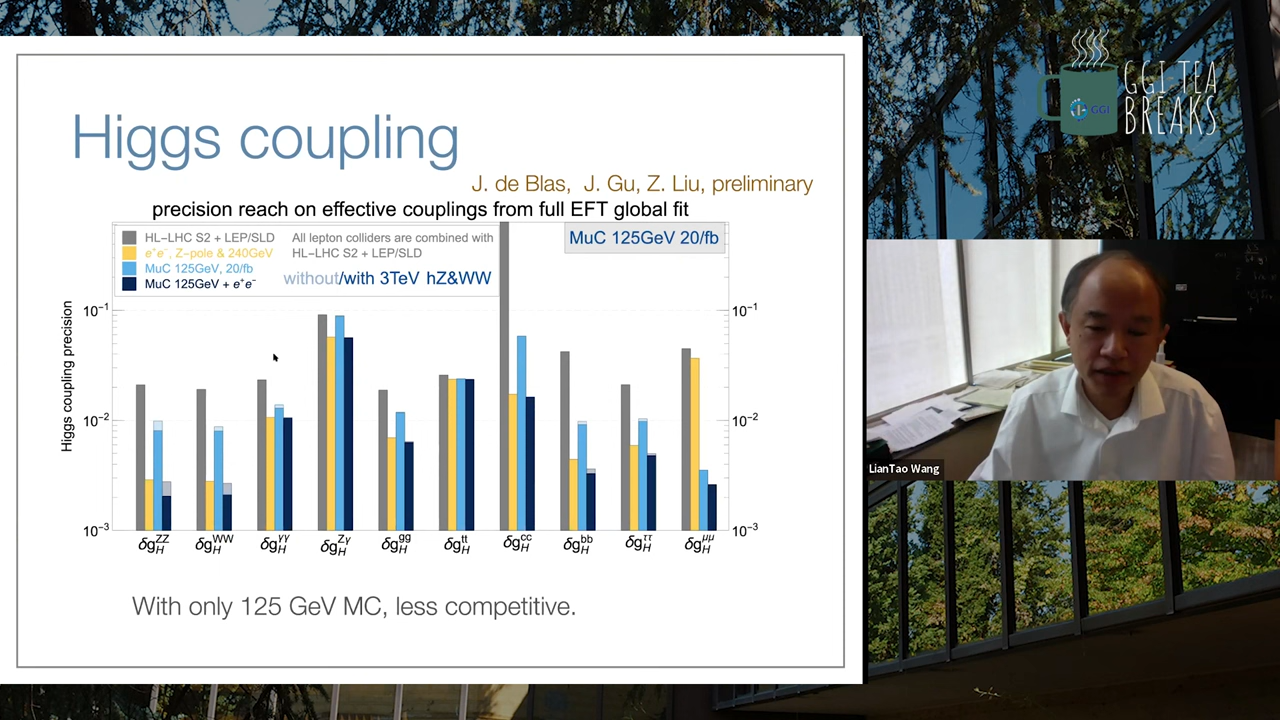 Higgs coupling
J. de Blas, J. Gu, Z. Liu, preliminary
precision reach on effective couplings from full EFT global fit
HL-LHC S2 + LEP/SLD
e⁺e⁻, Z-pole & 240GeV
MuC 125GeV, 20/fb
MuC 125GeV + e⁺e⁻
All lepton colliders are combined with
HL-LHC S2 + LEP/SLD
without/with 3TeV hZ&WW
MuC 125GeV 20/fb
Higgs coupling precision
10⁻¹
10⁻²
10⁻³
10⁻¹
10⁻²
10⁻³
δg_H^ZZ δg_H^WW δg_H^γγ δg_H^Zγ δg_H^gg δg_H^tt δg_H^cc δg_H^bb δg_H^ττ δg_H^μμ
With only 125 GeV MC, less competitive.
GGI
GGI TEA
BREAKS
LianTao Wang